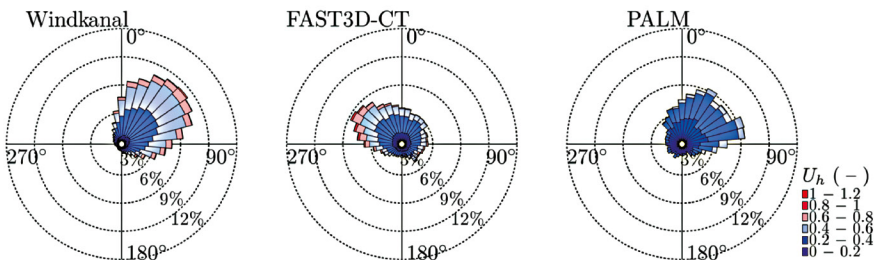 Windkanal
0°
270°
90°
3%
6%
9%
12%
180°
FAST3D-CT
0°
270°
90°
3%
6%
9%
12%
180°
PALM
0°
270°
90°
3%
6%
9%
12%
180°
U_h (−)
1 − 1.2
0.8 − 1
0.6 − 0.8
0.4 − 0.6
0.2 − 0.4
0 − 0.2